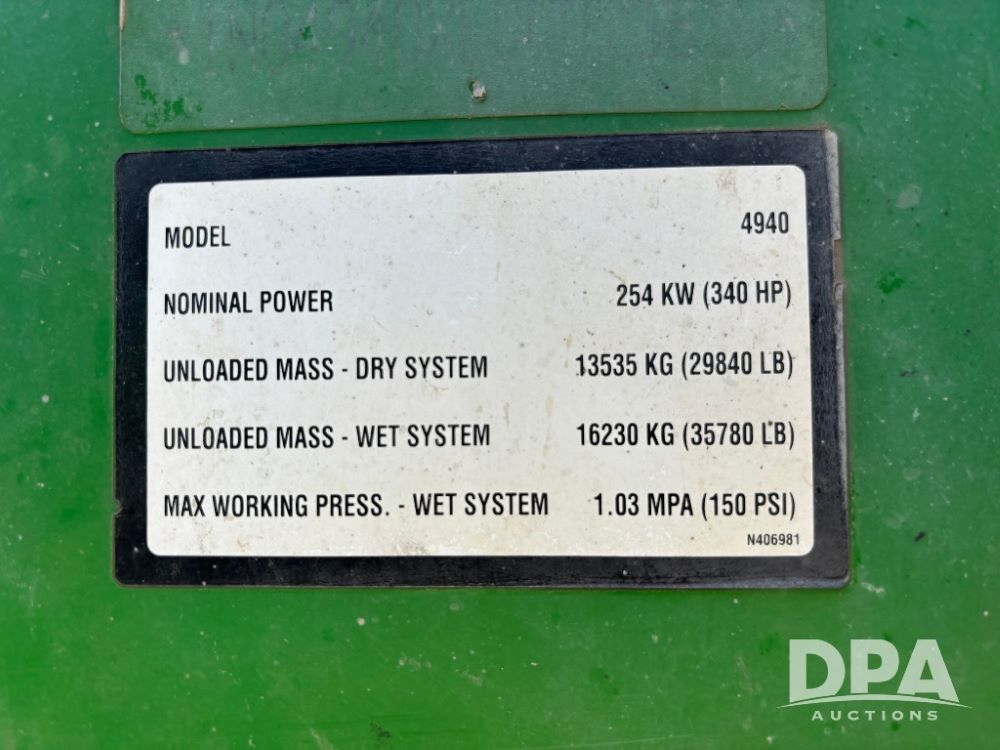 MODEL 4940
NOMINAL POWER 254 KW (340 HP)
UNLOADED MASS - DRY SYSTEM 13535 KG (29840 LB)
UNLOADED MASS - WET SYSTEM 16230 KG (35780 LB)
MAX WORKING PRESS. - WET SYSTEM 1.03 MPA (150 PSI)
N406981
DPA
AUCTIONS